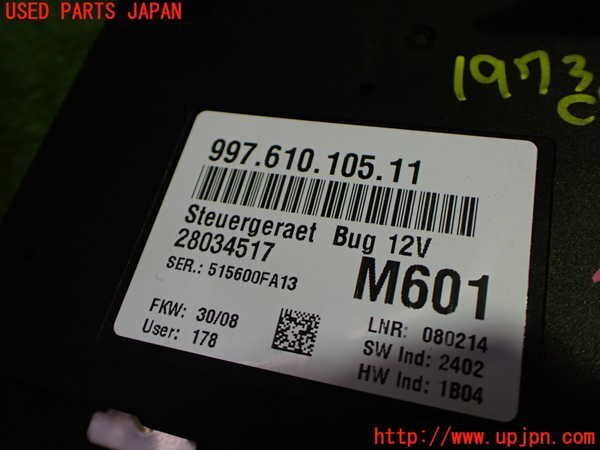 USED PARTS JAPAN
1973
997.610.105.11
Steuergeraet Bug 12V
28034517
SER.: 515600FA13
M601
FKW: 30/08
User: 178
LNR: 080214
SW Ind: 2402
HW Ind: 1B04
http://www.upjpn.com/